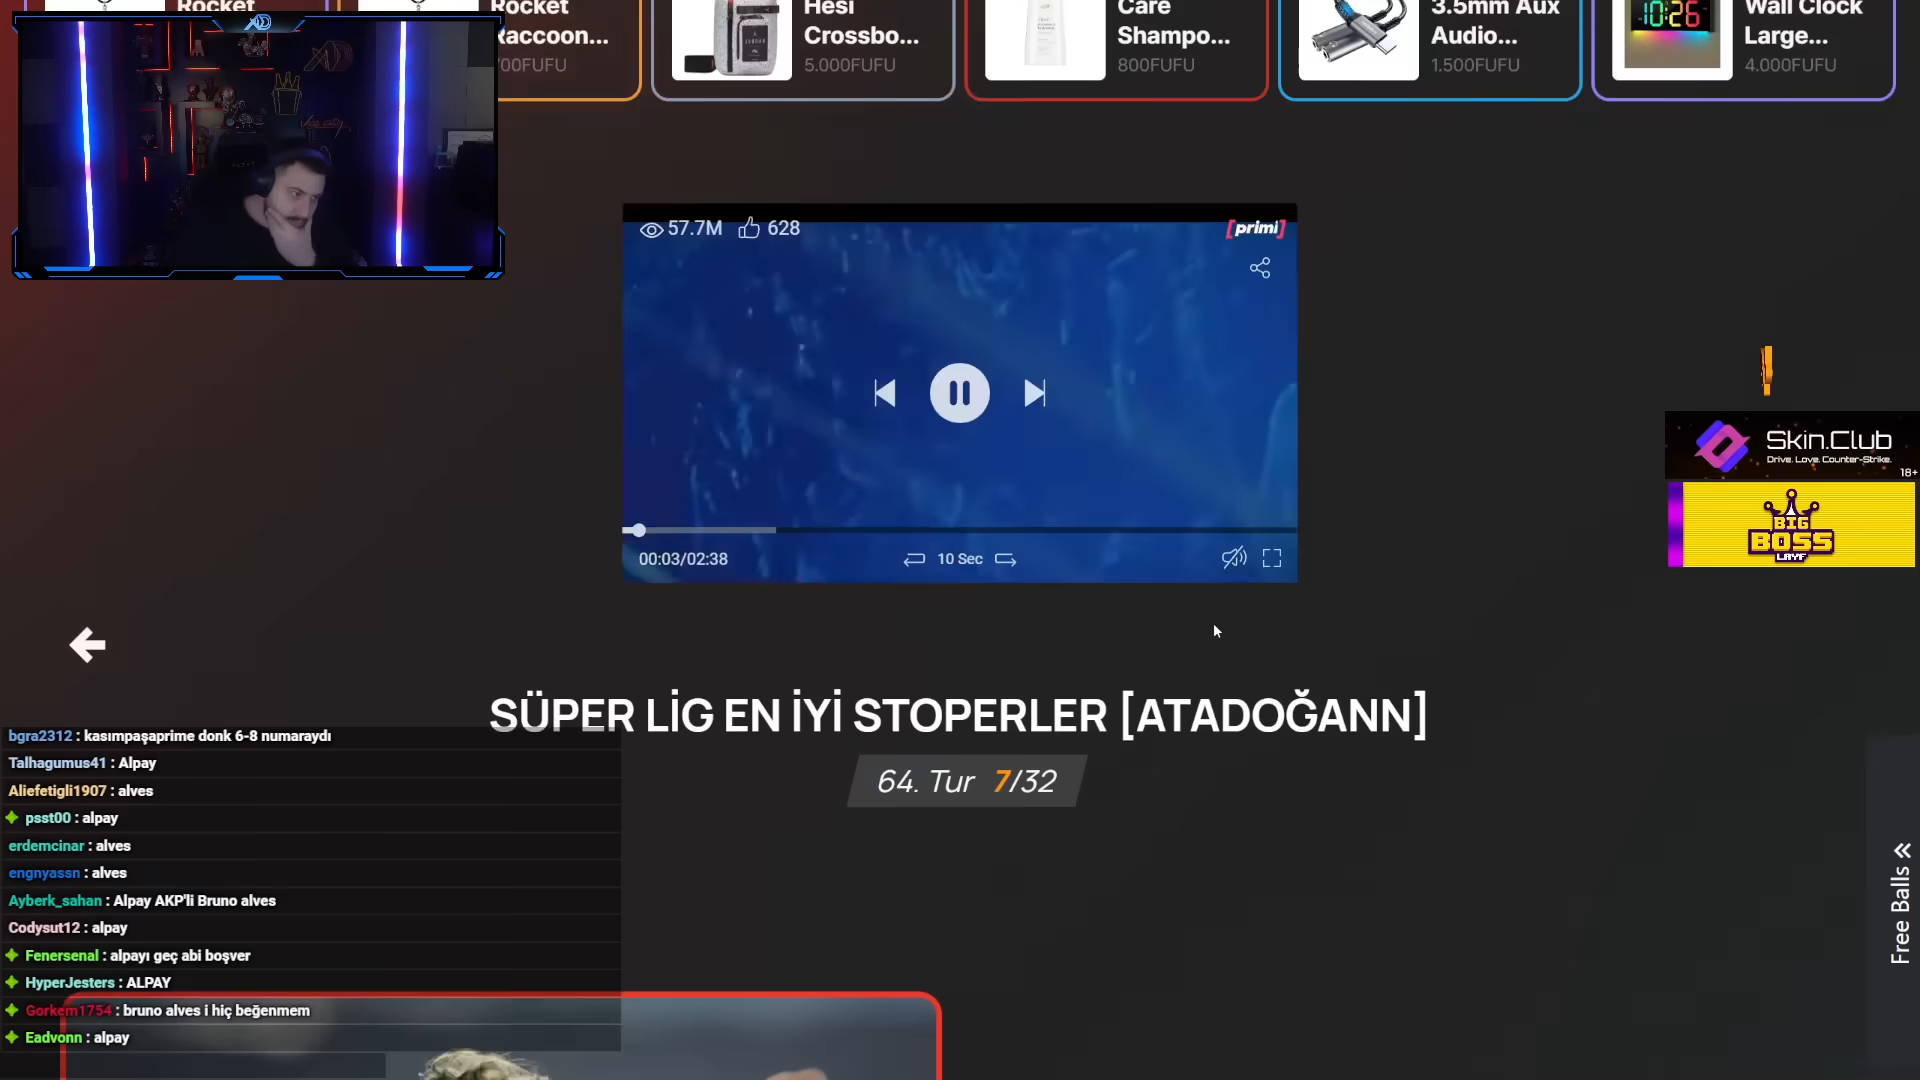 Rocket
Rocket
Raccoon...
700FUFU
Hesi
Crossbo...
5.000FUFU
Care
Shampo...
800FUFU
3.5mm Aux
Audio...
1.500FUFU
10:26
Wall Clock
Large...
4.000FUFU
57.7M 628
[primi]
00:03/02:38
10 Sec
Skin.Club
Drive. Love. Counter-Strike.
18+
BIG
BOSS
LAYF
SÜPER LİG EN İYİ STOPERLER [ATADOĞANN]
64. Tur 7/32
Free Balls
bgra2312 : kasımpaşaprime donk 6-8 numaraydı
Talhagumus41 : Alpay
Aliefetigli1907 : alves
psst00 : alpay
erdemcinar : alves
engnyassn : alves
Ayberk_sahan : Alpay AKP'li Bruno alves
Codysut12 : alpay
Fenersenal : alpayı geç abi boşver
HyperJesters : ALPAY
Gorkem1754 : bruno alves i hiç beğenmem
Eadvonn : alpay